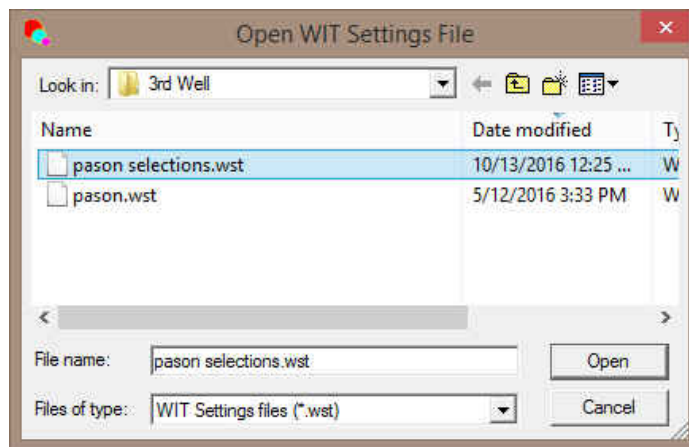 Open WIT Settings File
Look in: 3rd Well
Name Date modified Ty
pason selections.wst 10/13/2016 12:25 ... W
pason.wst 5/12/2016 3:33 PM W
File name: pason selections.wst Open
Files of type: WIT Settings files (*.wst) Cancel